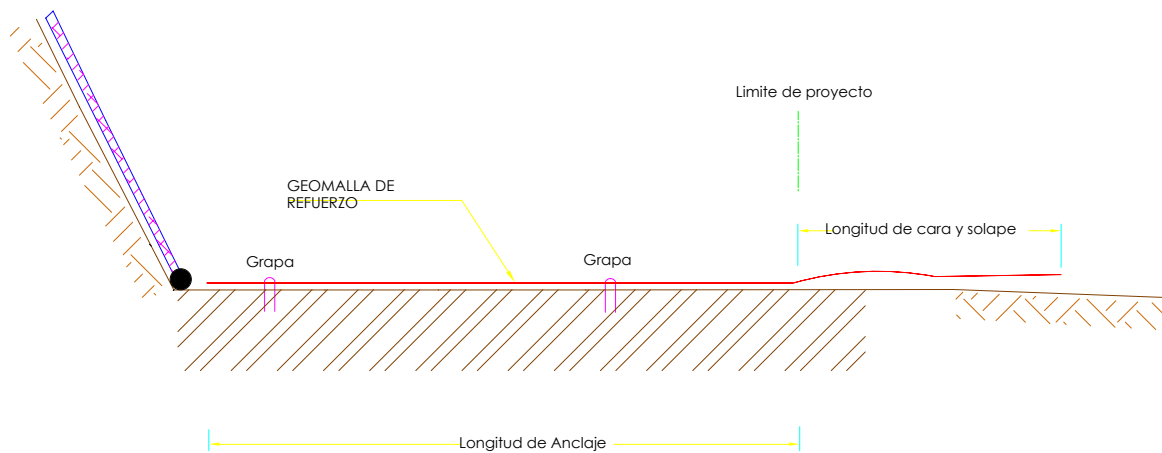 Limite de proyecto
GEOMALLA DE
REFUERZO
Longitud de cara y solape
Grapa
Grapa
Longitud de Anclaje